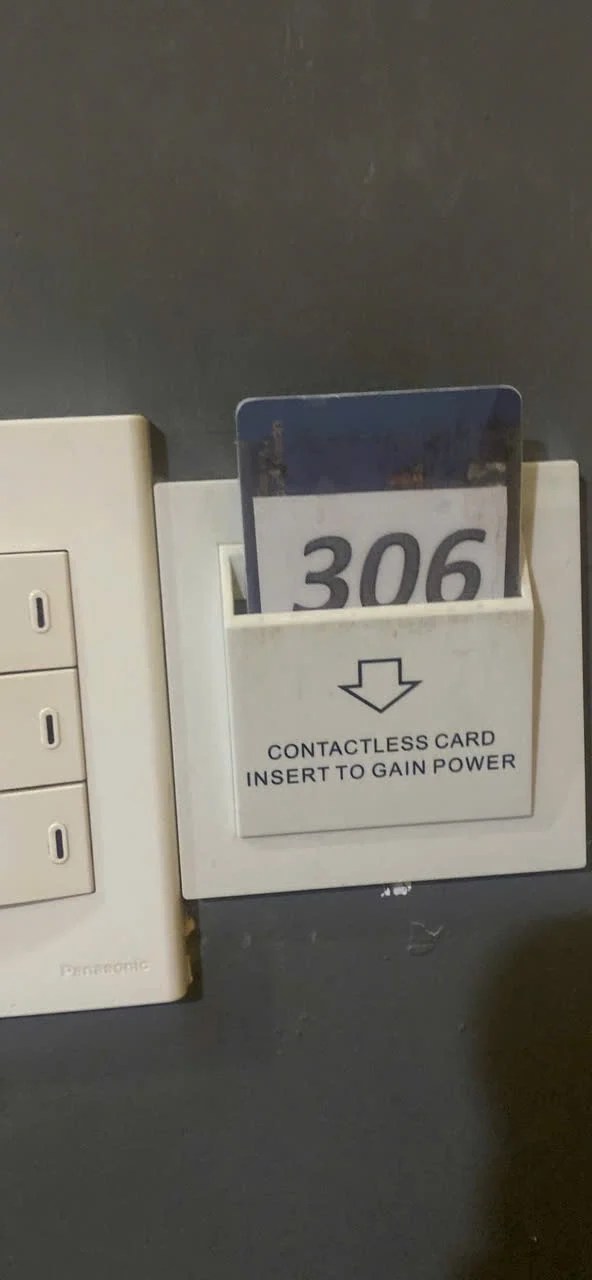 306
CONTACTLESS CARD
INSERT TO GAIN POWER
Panasonic